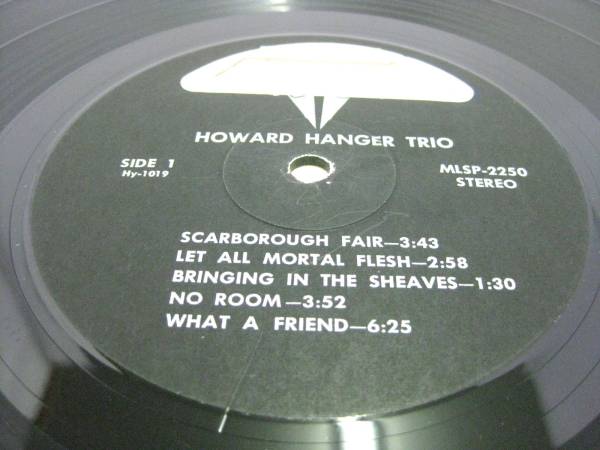 HOWARD HANGER TRIO
SIDE 1
Hy-1019
MLSP-2250
STEREO
SCARBOROUGH FAIR—3:43
LET ALL MORTAL FLESH—2:58
BRINGING IN THE SHEAVES—1:30
NO ROOM—3:52
WHAT A FRIEND—6:25